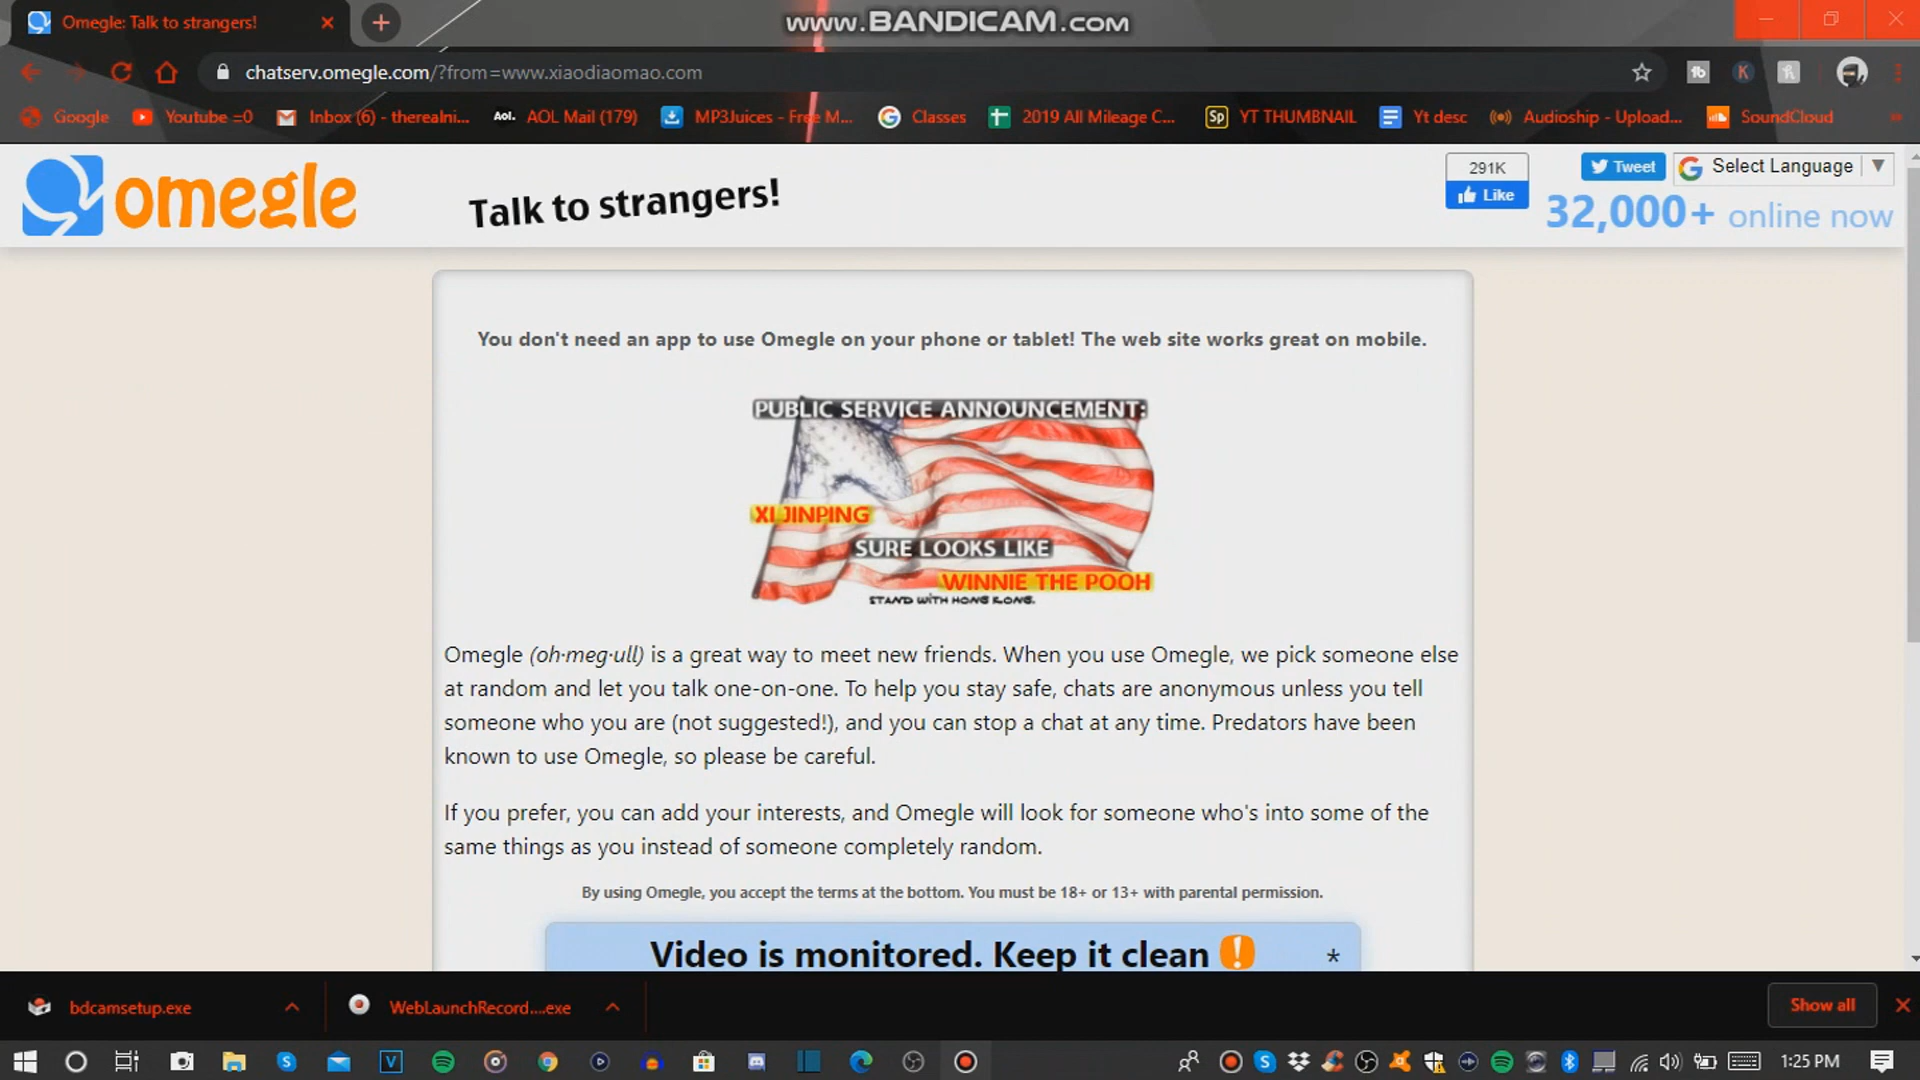 Omegle: Talk to strangers!
www.BANDICAM.com
chatserv.omegle.com/?from=www.xiaodiaomao.com
Google
Youtube =0
Inbox (6) - therealni...
Aol.
AOL Mail (179)
MP3Juices - Free M...
Classes
2019 All Mileage C...
Sp
YT THUMBNAIL
Yt desc
Audioship - Upload...
SoundCloud
omegle
Talk to strangers!
291K
Like
Tweet
Select Language
32,000+ online now
You don't need an app to use Omegle on your phone or tablet! The web site works great on mobile.
PUBLIC SERVICE ANNOUNCEMENT:
XI JINPING
SURE LOOKS LIKE
WINNIE THE POOH
STAND WITH HONG KONG.
Omegle (oh·meg·ull) is a great way to meet new friends. When you use Omegle, we pick someone else
at random and let you talk one-on-one. To help you stay safe, chats are anonymous unless you tell
someone who you are (not suggested!), and you can stop a chat at any time. Predators have been
known to use Omegle, so please be careful.
If you prefer, you can add your interests, and Omegle will look for someone who's into some of the
same things as you instead of someone completely random.
By using Omegle, you accept the terms at the bottom. You must be 18+ or 13+ with parental permission.
Video is monitored. Keep it clean ! *
bdcamsetup.exe
WebLaunchRecord....exe
Show all
1:25 PM